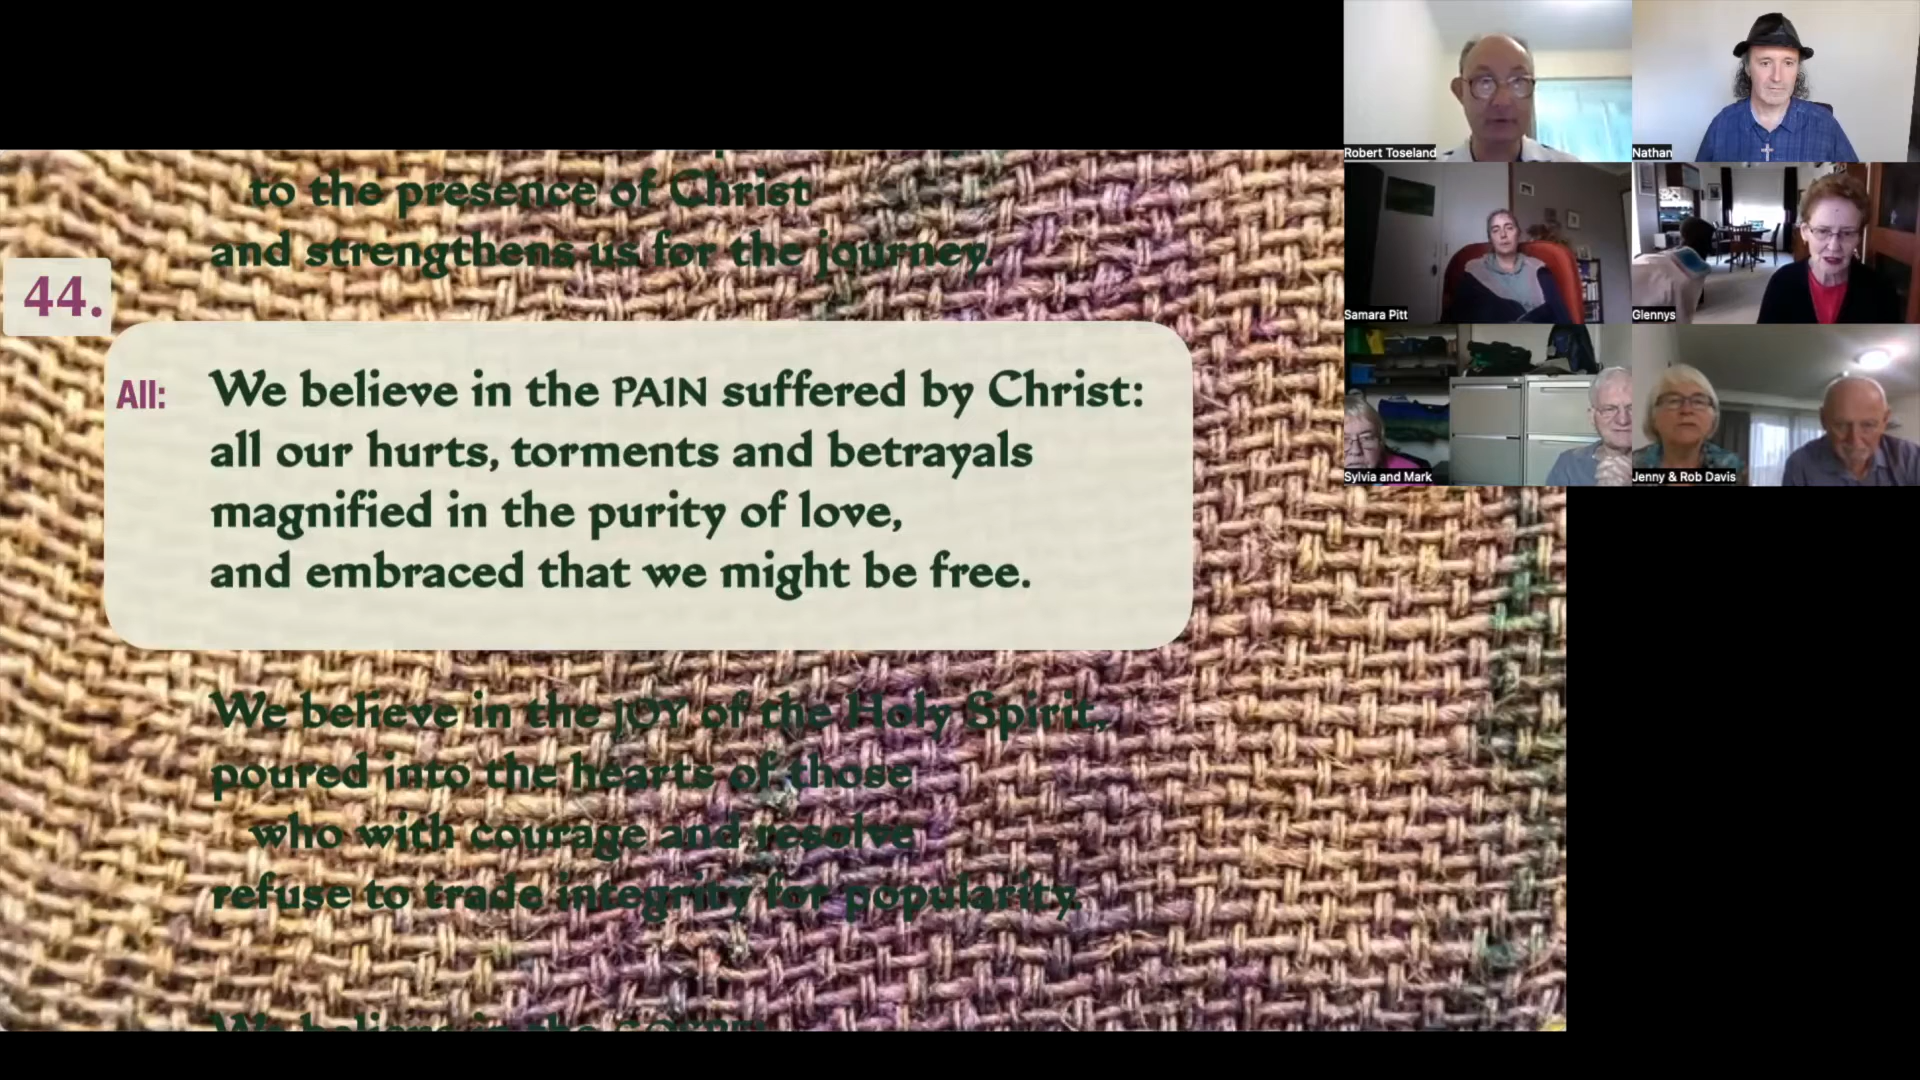 to the presence of Christ
and strengthens us for the journey.
44.
All: We believe in the PAIN suffered by Christ:
all our hurts, torments and betrayals
magnified in the purity of love,
and embraced that we might be free.
We believe in the JOY of the Holy Spirit,
poured into the hearts of those
who with courage and resolve
refuse to trade integrity for popularity.
We believe in the
Robert Toseland
Nathan
Samara Pitt
Glennys
Sylvia and Mark
Jenny & Rob Davis